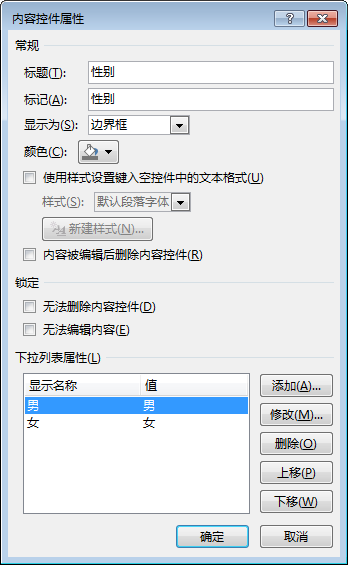 内容控件属性
常规
标题(T): 性别
标记(A): 性别
显示为(S): 边界框
颜色(C):
使用样式设置键入空控件中的文本格式(U)
样式(S): 默认段落字体
新建样式(N)...
内容被编辑后删除内容控件(R)
锁定
无法删除内容控件(D)
无法编辑内容(E)
下拉列表属性(L)
显示名称 值
男 男
女 女
添加(A)...
修改(M)...
删除(O)
上移(P)
下移(W)
确定 取消